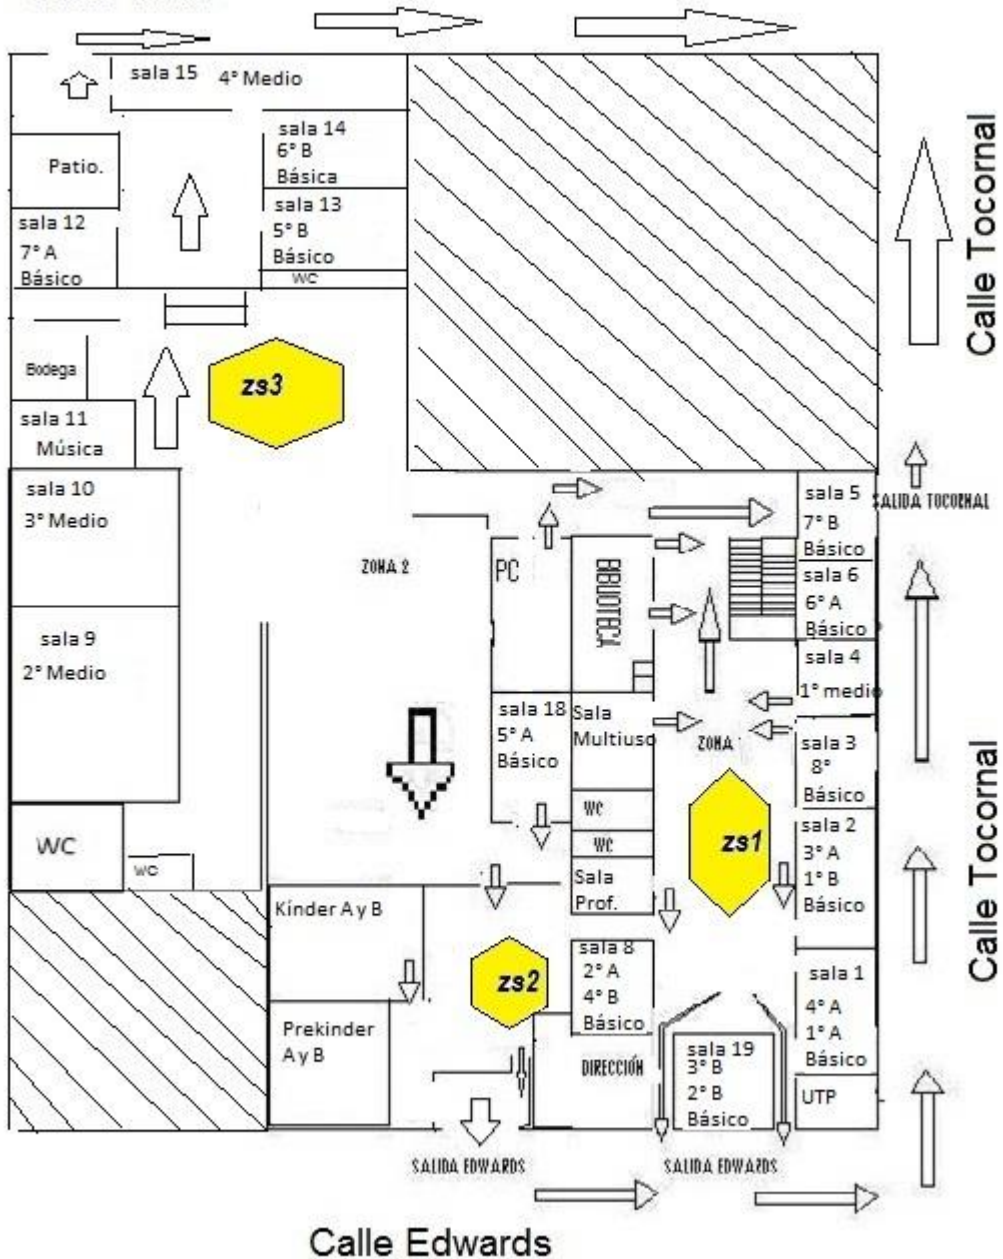 sala 15 4° Medio
sala 14
6° B
Básica
Patio.
sala 13
5° B
Básico
sala 12
7° A
Básico
WC
Calle Tocornal
Bodega
zs3
sala 11
Música
sala 10
3° Medio
sala 5
7° B
Básico
SALIDA TOCORNAL
ZONA 2
PC
BIBLIOTECA
sala 6
6° A
Básico
sala 9
2° Medio
sala 4
1° medio
sala 18
5° A
Básico
Sala
Multiuso
ZONA
sala 3
8°
Básico
Calle Tocornal
WC
WC
zs1
sala 2
3° A
1° B
Básico
WC
WC
Sala
Prof.
Kínder A y B
sala 8
2° A
4° B
Básico
zs2
sala 1
4° A
1° A
Básico
Prekinder
A y B
DIRECCIÓN
sala 19
3° B
2° B
Básico
UTP
SALIDA EDWARDS
SALIDA EDWARDS
Calle Edwards